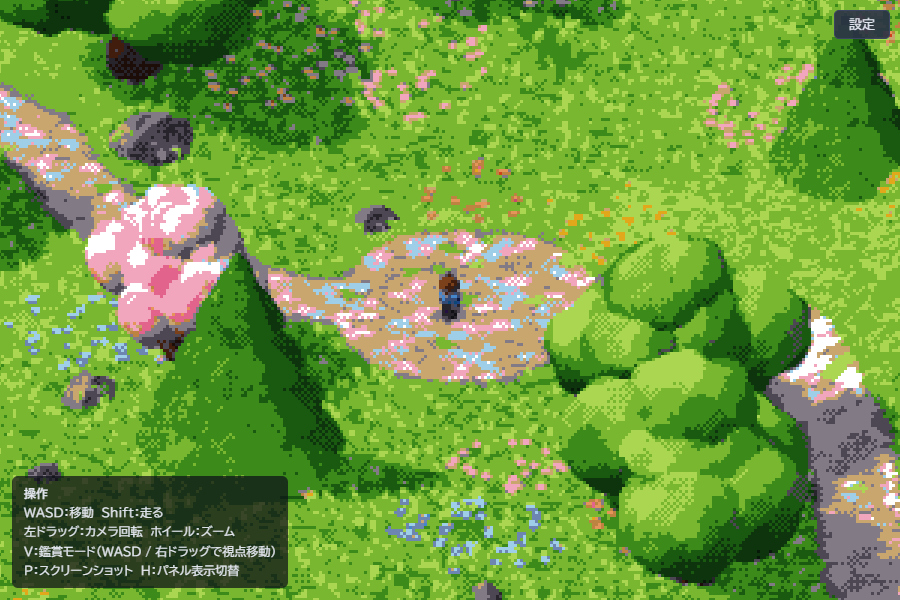 設定
操作
WASD:移動 Shift:走る
左ドラッグ:カメラ回転 ホイール:ズーム
V:鑑賞モード(WASD / 右ドラッグで視点移動)
P:スクリーンショット H:パネル表示切替